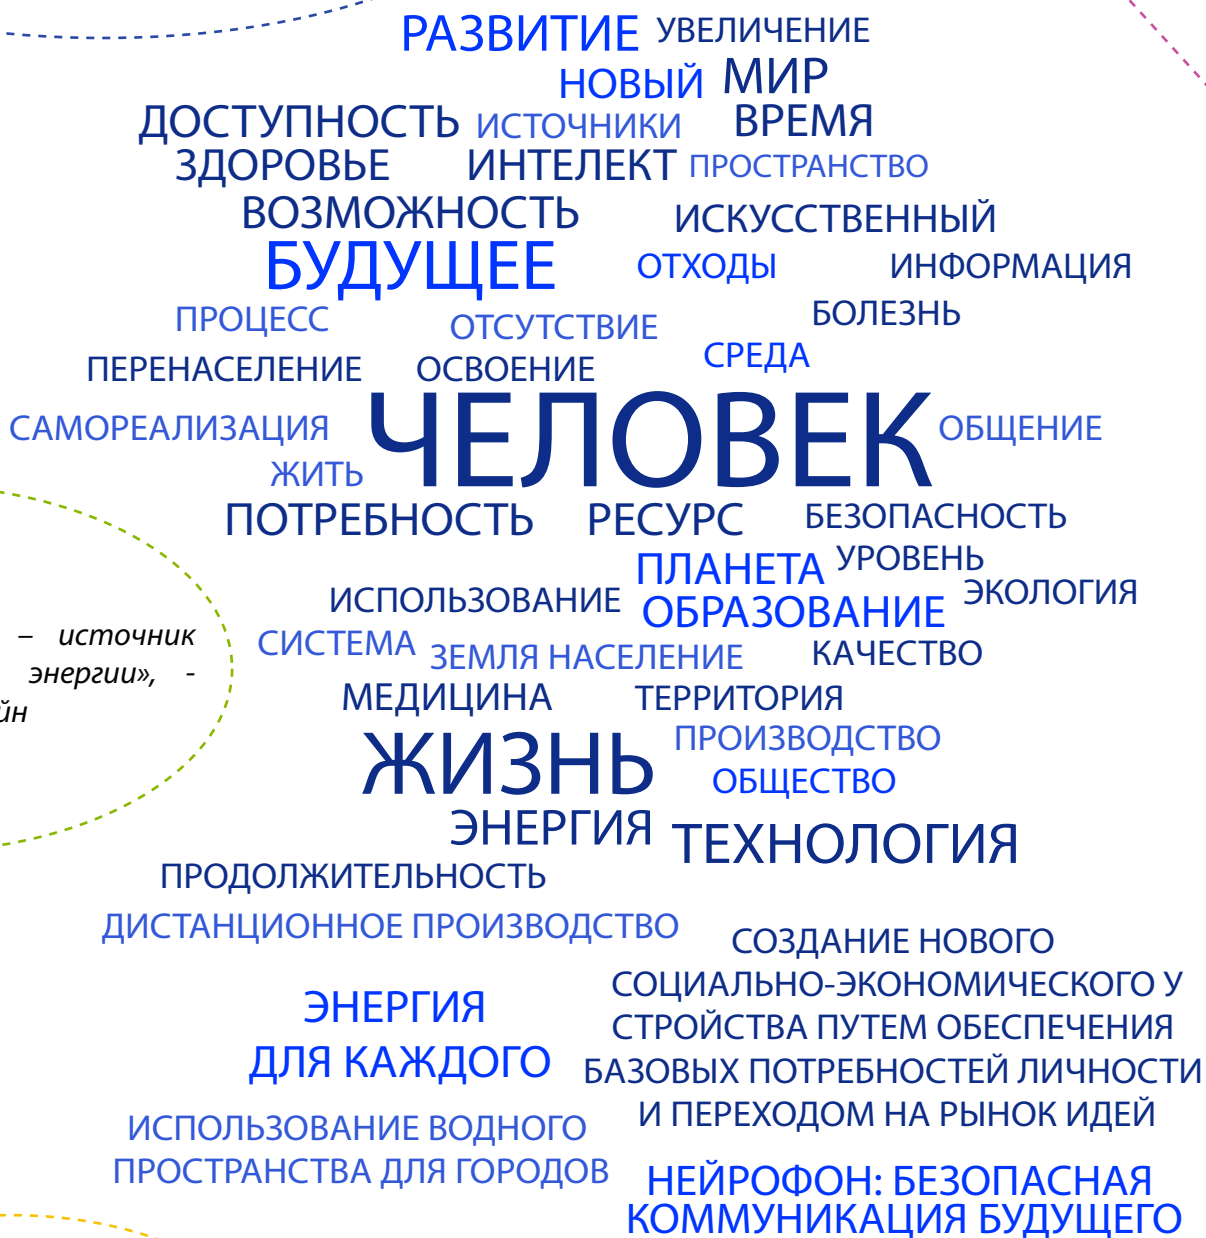 РАЗВИТИЕ УВЕЛИЧЕНИЕ
НОВЫЙ МИР
ДОСТУПНОСТЬ ИСТОЧНИКИ ВРЕМЯ
ЗДОРОВЬЕ ИНТЕЛЕКТ ПРОСТРАНСТВО
ВОЗМОЖНОСТЬ ИСКУССТВЕННЫЙ
БУДУЩЕЕ ОТХОДЫ ИНФОРМАЦИЯ
ПРОЦЕСС ОТСУТСТВИЕ БОЛЕЗНЬ
ПЕРЕНАСЕЛЕНИЕ ОСВОЕНИЕ СРЕДА
САМОРЕАЛИЗАЦИЯ ЧЕЛОВЕК ОБЩЕНИЕ
ЖИТЬ
ПОТРЕБНОСТЬ РЕСУРС БЕЗОПАСНОСТЬ
ПЛАНЕТА УРОВЕНЬ
ИСПОЛЬЗОВАНИЕ ОБРАЗОВАНИЕ ЭКОЛОГИЯ
– источник
энергии», -
йн
СИСТЕМА ЗЕМЛЯ НАСЕЛЕНИЕ КАЧЕСТВО
МЕДИЦИНА ТЕРРИТОРИЯ
ЖИЗНЬ ПРОИЗВОДСТВО
ОБЩЕСТВО
ЭНЕРГИЯ ТЕХНОЛОГИЯ
ПРОДОЛЖИТЕЛЬНОСТЬ
ДИСТАНЦИОННОЕ ПРОИЗВОДСТВО
СОЗДАНИЕ НОВОГО
СОЦИАЛЬНО-ЭКОНОМИЧЕСКОГО У
СТРОЙСТВА ПУТЕМ ОБЕСПЕЧЕНИЯ
БАЗОВЫХ ПОТРЕБНОСТЕЙ ЛИЧНОСТИ
И ПЕРЕХОДОМ НА РЫНОК ИДЕЙ
ЭНЕРГИЯ
ДЛЯ КАЖДОГО
ИСПОЛЬЗОВАНИЕ ВОДНОГО
ПРОСТРАНСТВА ДЛЯ ГОРОДОВ
НЕЙРОФОН: БЕЗОПАСНАЯ
КОММУНИКАЦИЯ БУДУЩЕГО